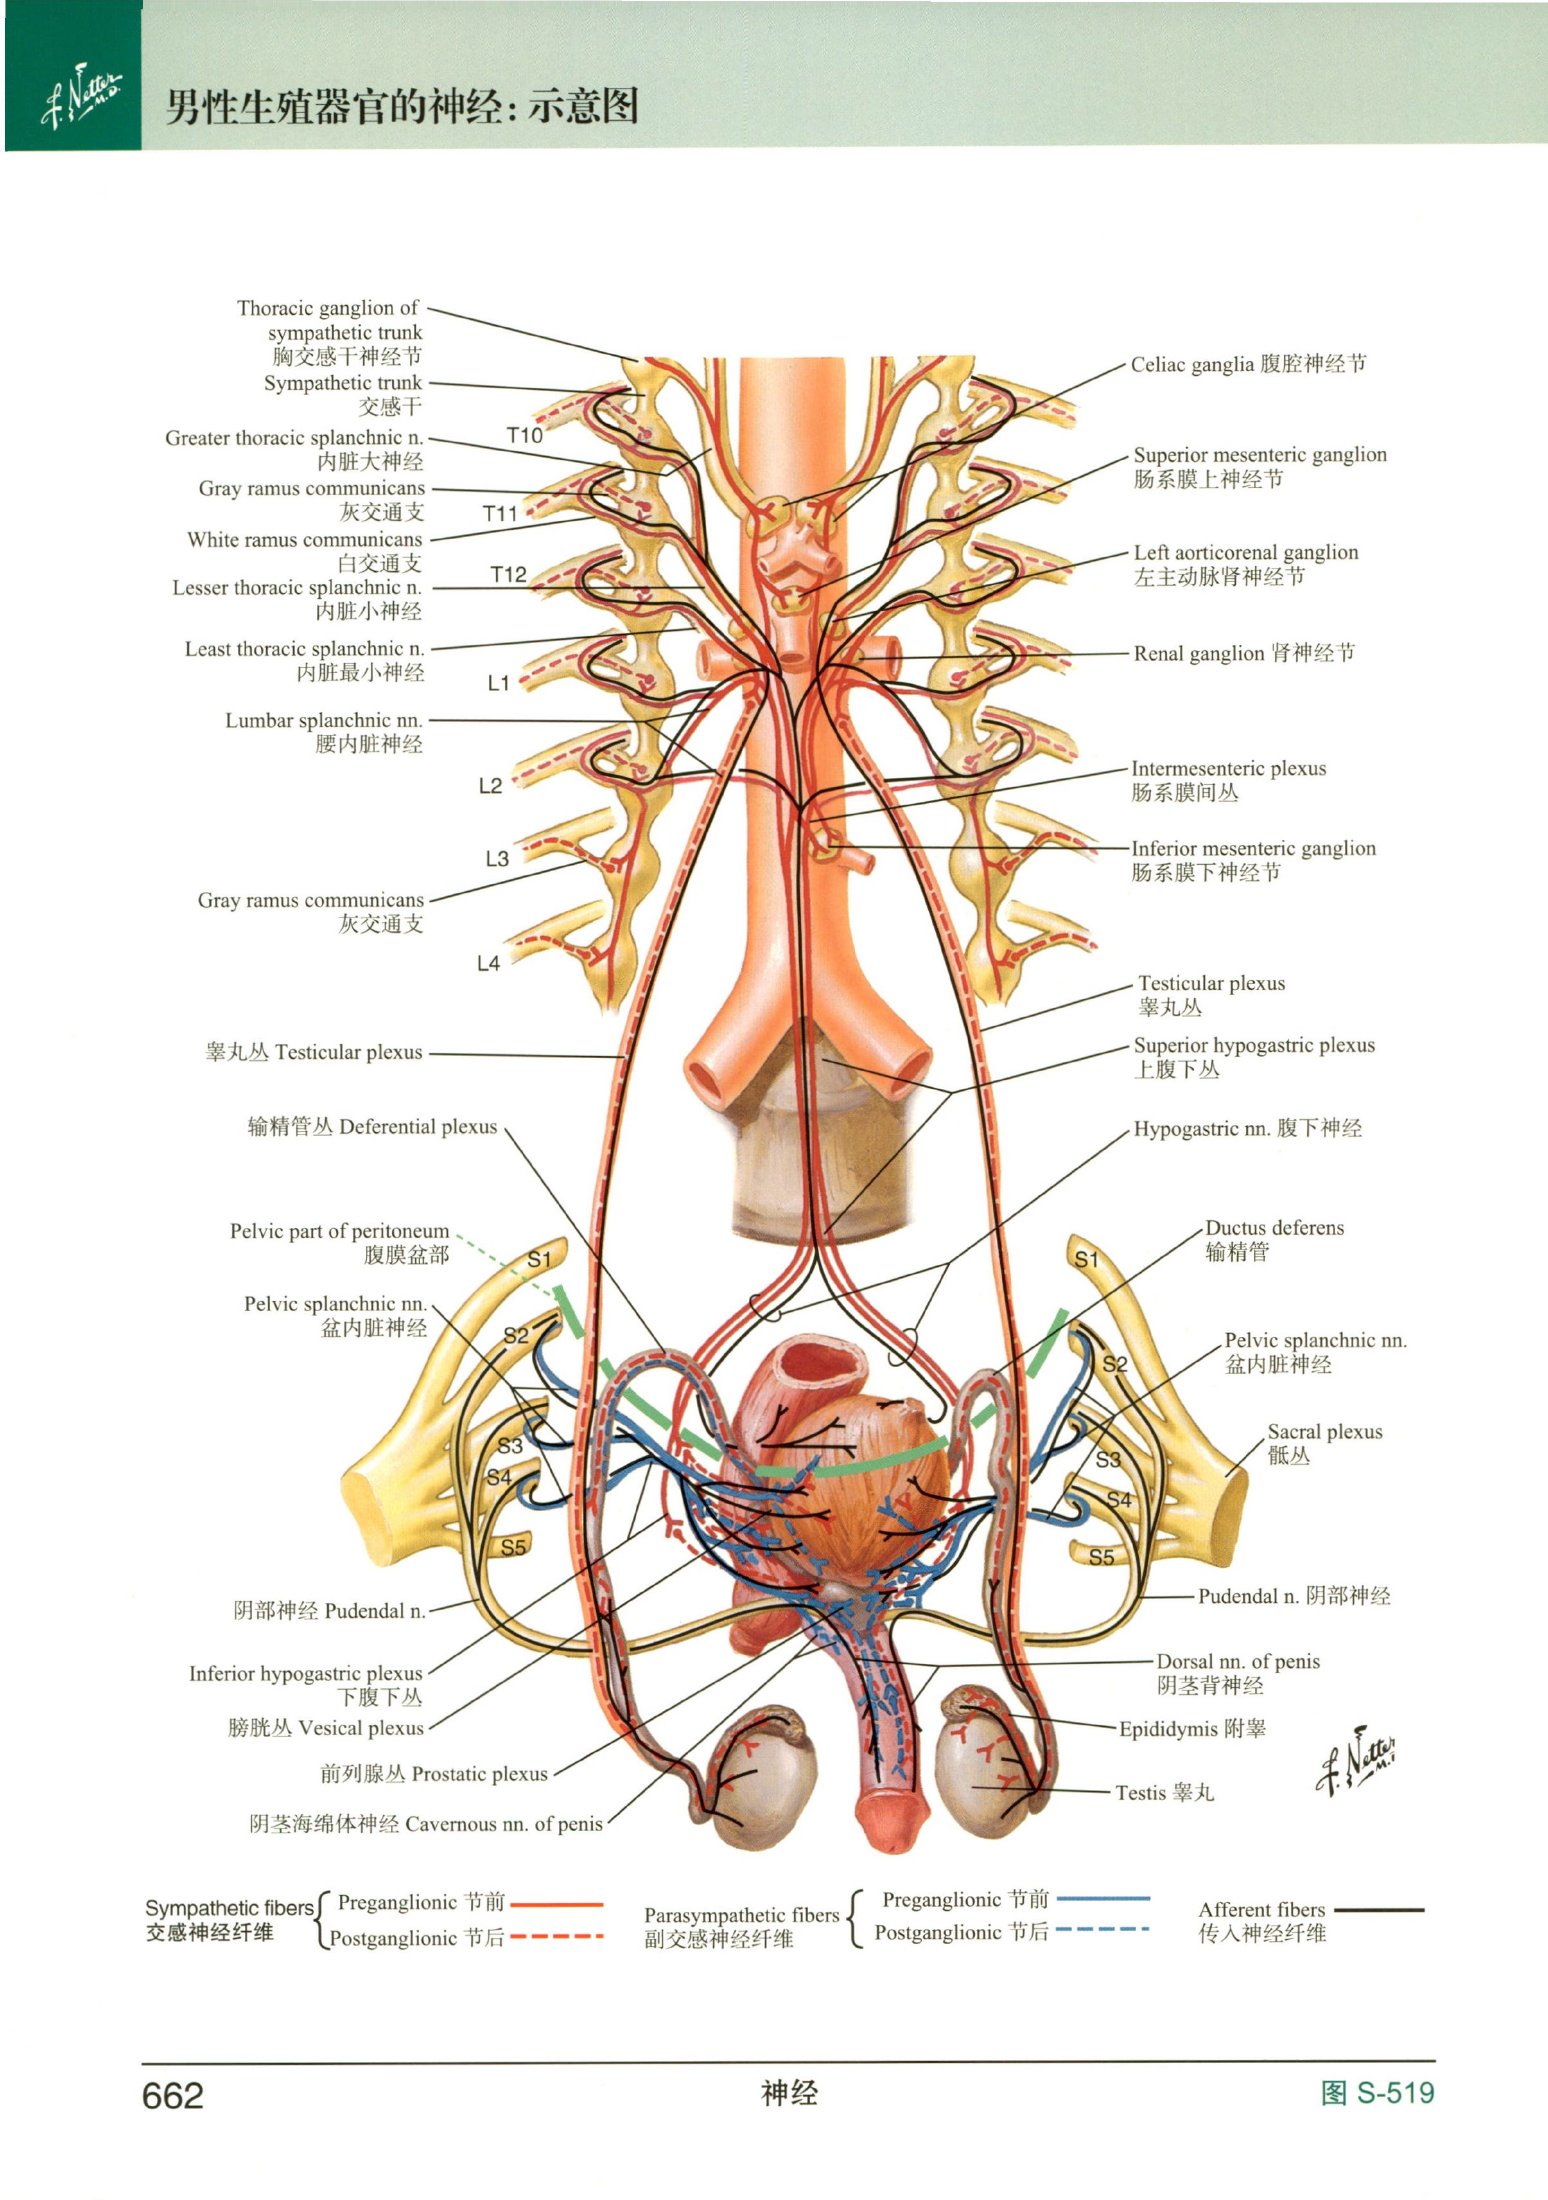 F. Netter M.D.
男性生殖器官的神经：示意图
Thoracic ganglion of
sympathetic trunk
胸交感干神经节
Sympathetic trunk
交感干
Greater thoracic splanchnic n.
内脏大神经
Gray ramus communicans
灰交通支
White ramus communicans
白交通支
Lesser thoracic splanchnic n.
内脏小神经
Least thoracic splanchnic n.
内脏最小神经
Lumbar splanchnic nn.
腰内脏神经
Gray ramus communicans
灰交通支
睾丸丛 Testicular plexus
输精管丛 Deferential plexus
Pelvic part of peritoneum
腹膜盆部
Pelvic splanchnic nn.
盆内脏神经
阴部神经 Pudendal n.
Inferior hypogastric plexus
下腹下丛
膀胱丛 Vesical plexus
前列腺丛 Prostatic plexus
阴茎海绵体神经 Cavernous nn. of penis
T10
T11
T12
L1
L2
L3
L4
S1
S2
S3
S4
S5
Celiac ganglia 腹腔神经节
Superior mesenteric ganglion
肠系膜上神经节
Left aorticorenal ganglion
左主动脉肾神经节
Renal ganglion 肾神经节
Intermesenteric plexus
肠系膜间丛
Inferior mesenteric ganglion
肠系膜下神经节
Testicular plexus
睾丸丛
Superior hypogastric plexus
上腹下丛
Hypogastric nn. 腹下神经
Ductus deferens
输精管
Pelvic splanchnic nn.
盆内脏神经
Sacral plexus
骶丛
Pudendal n. 阴部神经
Dorsal nn. of penis
阴茎背神经
Epididymis 附睾
Testis 睾丸
S1
S2
S3
S4
S5
F. Netter
Sympathetic fibers
交感神经纤维
Preganglionic 节前
Postganglionic 节后
Parasympathetic fibers
副交感神经纤维
Preganglionic 节前
Postganglionic 节后
Afferent fibers
传入神经纤维
662
神经
图 S-519